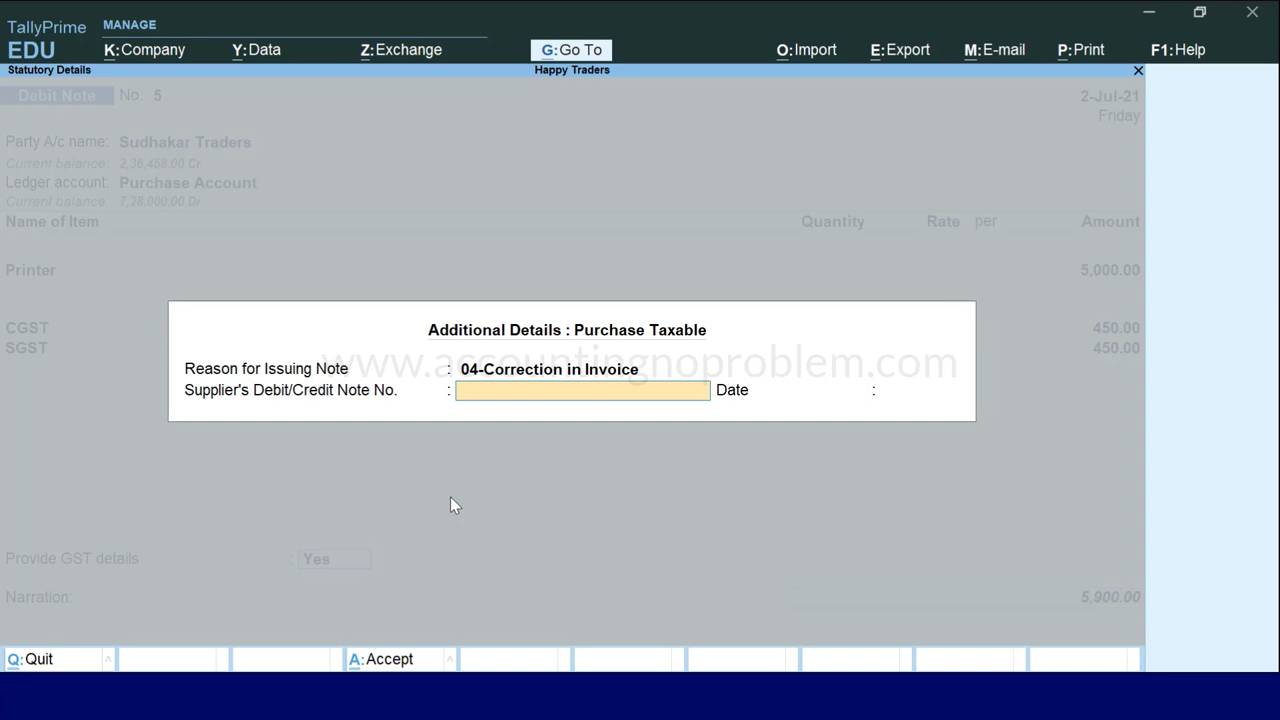 TallyPrime MANAGE
EDU K:Company Y:Data Z:Exchange G:Go To O:Import E:Export M:E-mail P:Print F1:Help
Statutory Details Happy Traders
Debit Note No. 5 2-Jul-21
Friday
Party A/c name: Sudhakar Traders
Current balance: 2,36,458.00 Cr
Ledger account: Purchase Account
Current balance: 7,28,000.00 Dr
Name of Item Quantity Rate per Amount
Printer 5,000.00
CGST 450.00
SGST 450.00
Additional Details : Purchase Taxable
www.accountingnoproblem.com
Reason for Issuing Note : 04-Correction in Invoice
Supplier's Debit/Credit Note No. : Date :
Provide GST details : Yes
Narration: 5,900.00
Q:Quit A:Accept